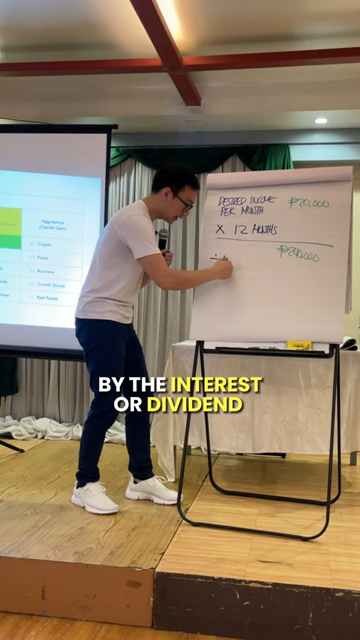 Aggressive
(Capital Gain)
Crypto
Forex
Business
Growth Stocks
Real Estate
DESIRED INCOME
PER MONTH
₱20,000
X 12 MONTHS
₱240,000
BY THE INTEREST
OR DIVIDEND